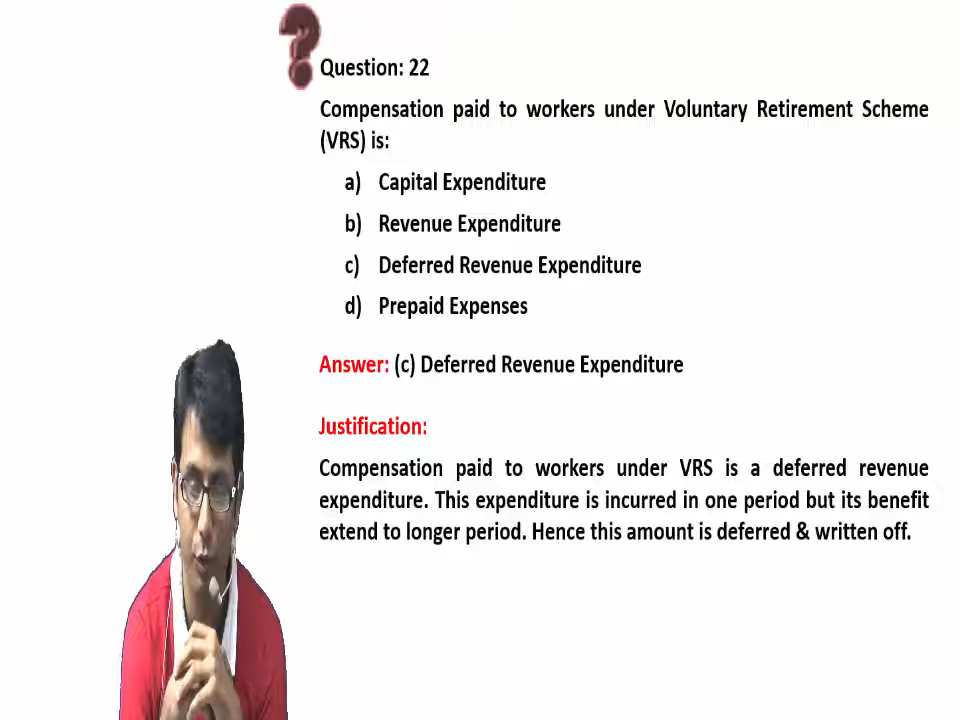 Question: 22
Compensation paid to workers under Voluntary Retirement Scheme
(VRS) is:
a) Capital Expenditure
b) Revenue Expenditure
c) Deferred Revenue Expenditure
d) Prepaid Expenses
Answer: (c) Deferred Revenue Expenditure
Justification:
Compensation paid to workers under VRS is a deferred revenue
expenditure. This expenditure is incurred in one period but its benefit
extend to longer period. Hence this amount is deferred & written off.